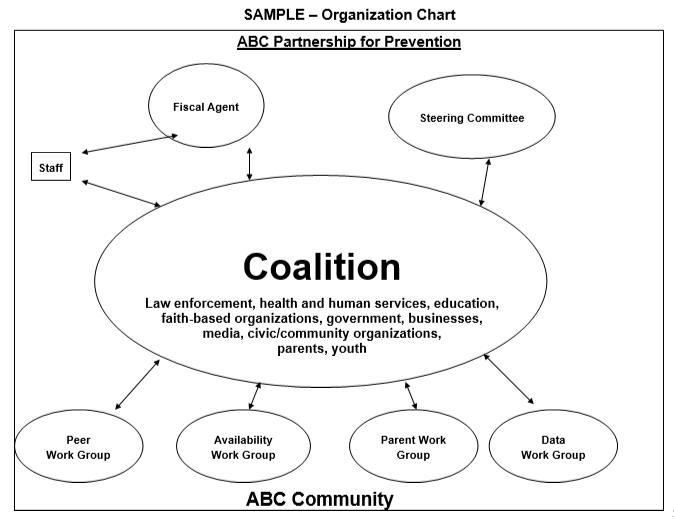 SAMPLE – Organization Chart
ABC Partnership for Prevention
Fiscal Agent
Steering Committee
Staff
Coalition
Law enforcement, health and human services, education,
faith-based organizations, government, businesses,
media, civic/community organizations,
parents, youth
Peer
Work Group
Availability
Work Group
Parent Work
Group
Data
Work Group
ABC Community